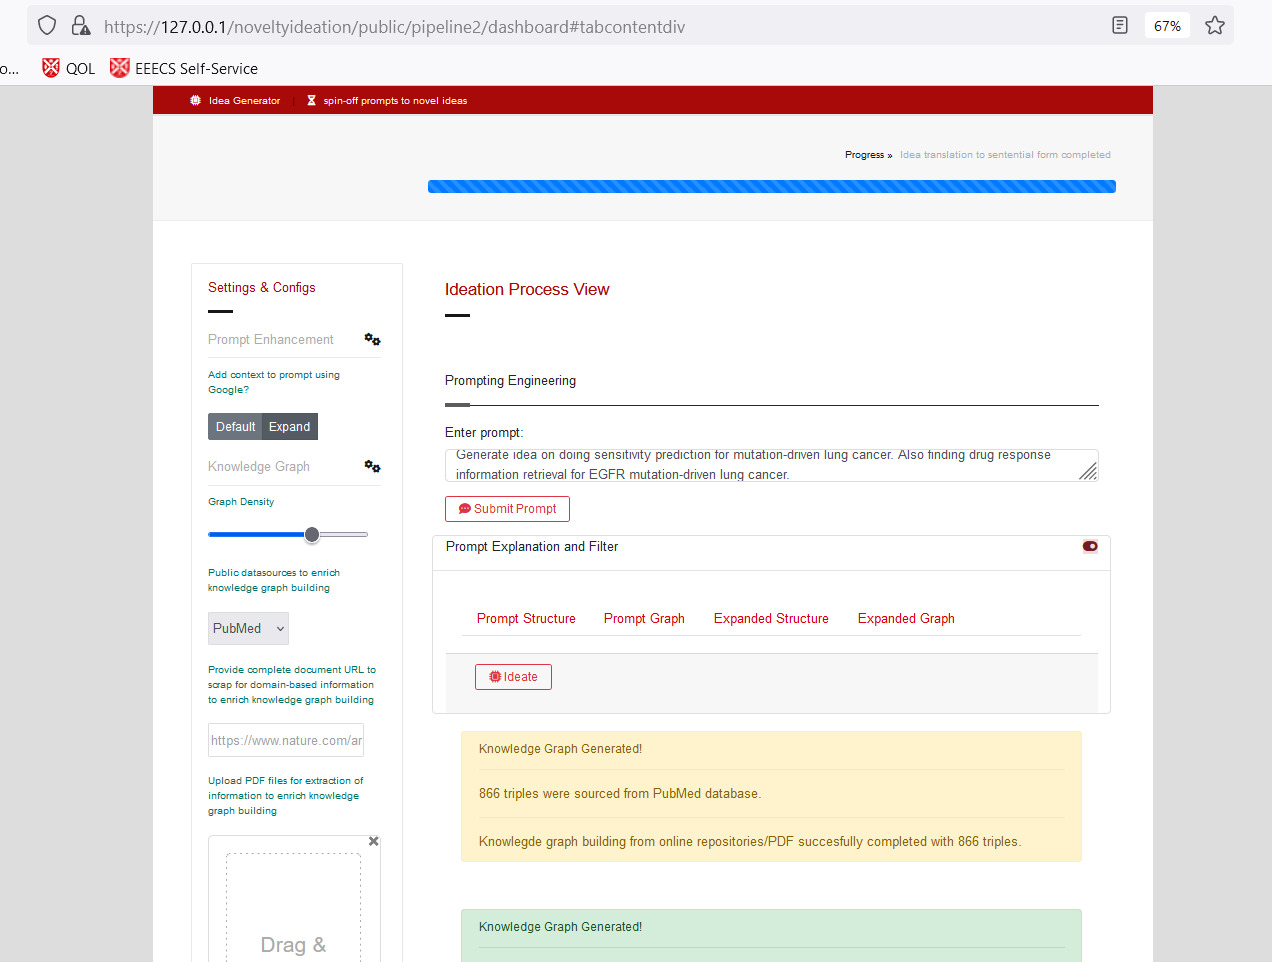 https://127.0.0.1/noveltyideation/public/pipeline2/dashboard#tabcontentdiv
67%
o...
QOL
EEECS Self-Service
Idea Generator
spin-off prompts to novel ideas
Progress » Idea translation to sentential form completed
Settings & Configs
Prompt Enhancement
Add context to prompt using
Google?
Default
Expand
Knowledge Graph
Graph Density
Public datasources to enrich
knowledge graph building
PubMed
Provide complete document URL to
scrap for domain-based information
to enrich knowledge graph building
https://www.nature.com/ar
Upload PDF files for extraction of
information to enrich knowledge
graph building
Drag &
Ideation Process View
Prompting Engineering
Enter prompt:
Generate idea on doing sensitivity prediction for mutation-driven lung cancer. Also finding drug response
information retrieval for EGFR mutation-driven lung cancer.
Submit Prompt
Prompt Explanation and Filter
Prompt Structure
Prompt Graph
Expanded Structure
Expanded Graph
Ideate
Knowledge Graph Generated!
866 triples were sourced from PubMed database.
Knowlegde graph building from online repositories/PDF succesfully completed with 866 triples.
Knowledge Graph Generated!